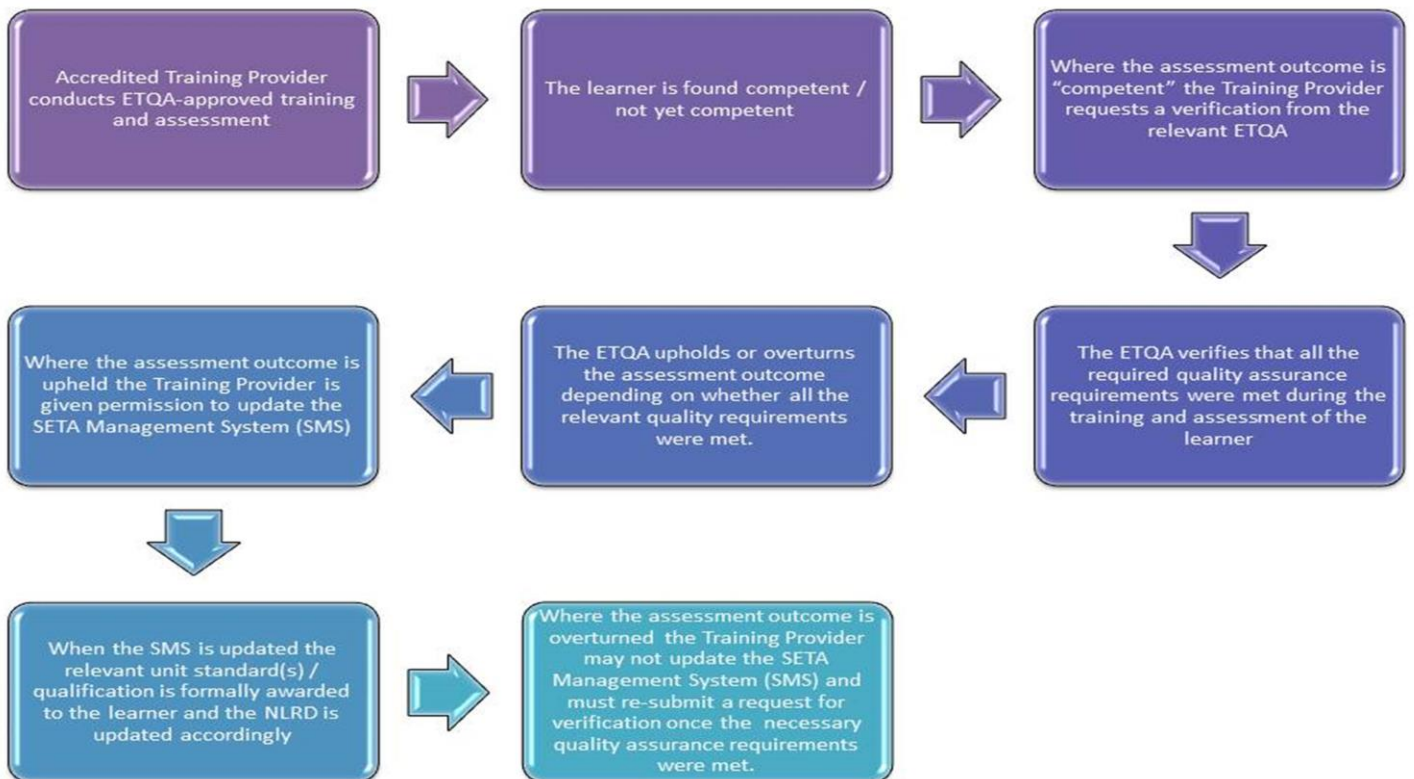 Accredited Training Provider
conducts ETQA-approved training
and assessment
The learner is found competent /
not yet competent
Where the assessment outcome is
“competent” the Training Provider
requests a verification from the
relevant ETQA
The ETQA verifies that all the
required quality assurance
requirements were met during the
training and assessment of the
learner
The ETQA upholds or overturns
the assessment outcome
depending on whether all the
relevant quality requirements
were met.
Where the assessment outcome is
upheld the Training Provider is
given permission to update the
SETA Management System (SMS)
When the SMS is updated the
relevant unit standard(s) /
qualification is formally awarded
to the learner and the NLRD is
updated accordingly
Where the assessment outcome is
overturned the Training Provider
may not update the SETA
Management System (SMS) and
must re-submit a request for
verification once the necessary
quality assurance requirements
were met.